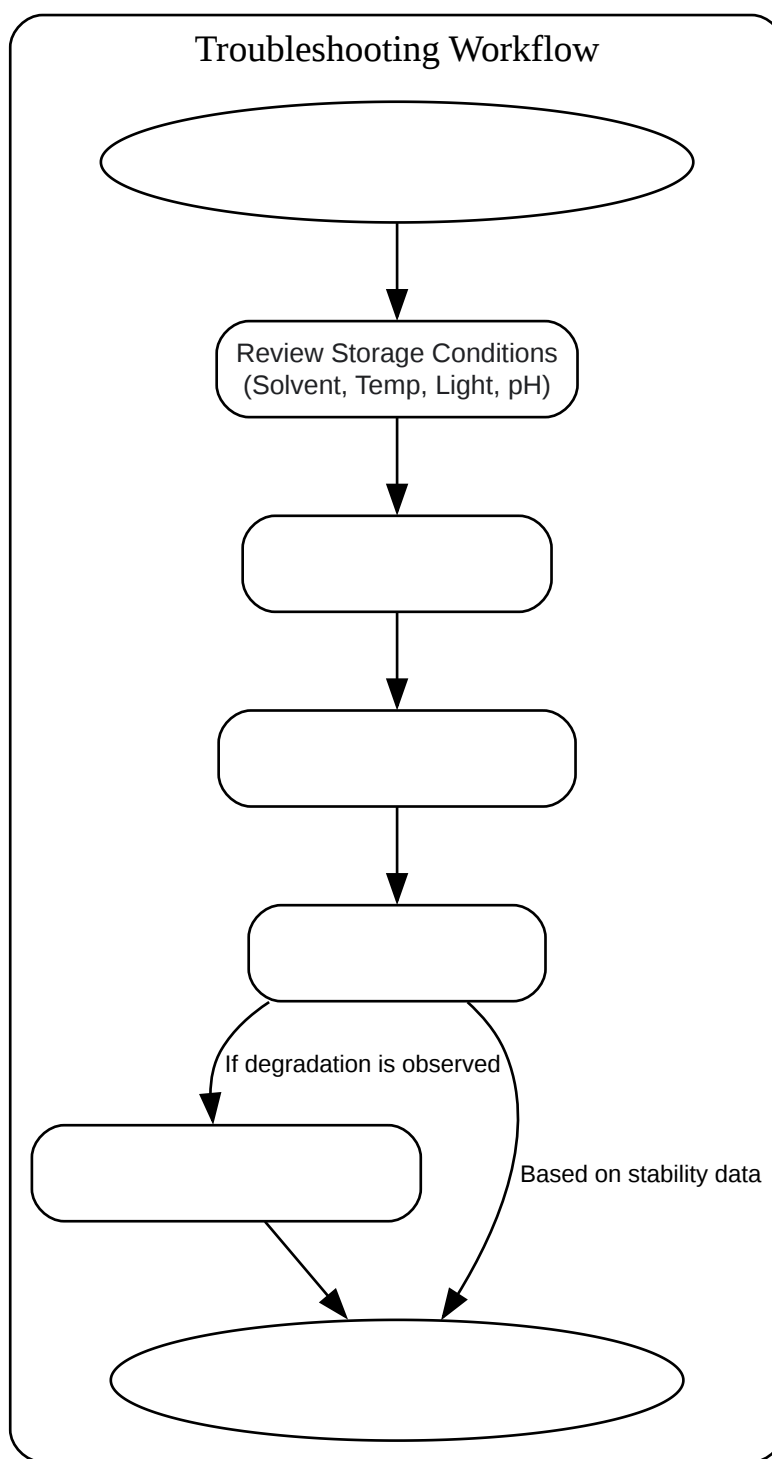 Troubleshooting Workflow
Review Storage Conditions
(Solvent, Temp, Light, pH)
If degradation is observed
Based on stability data